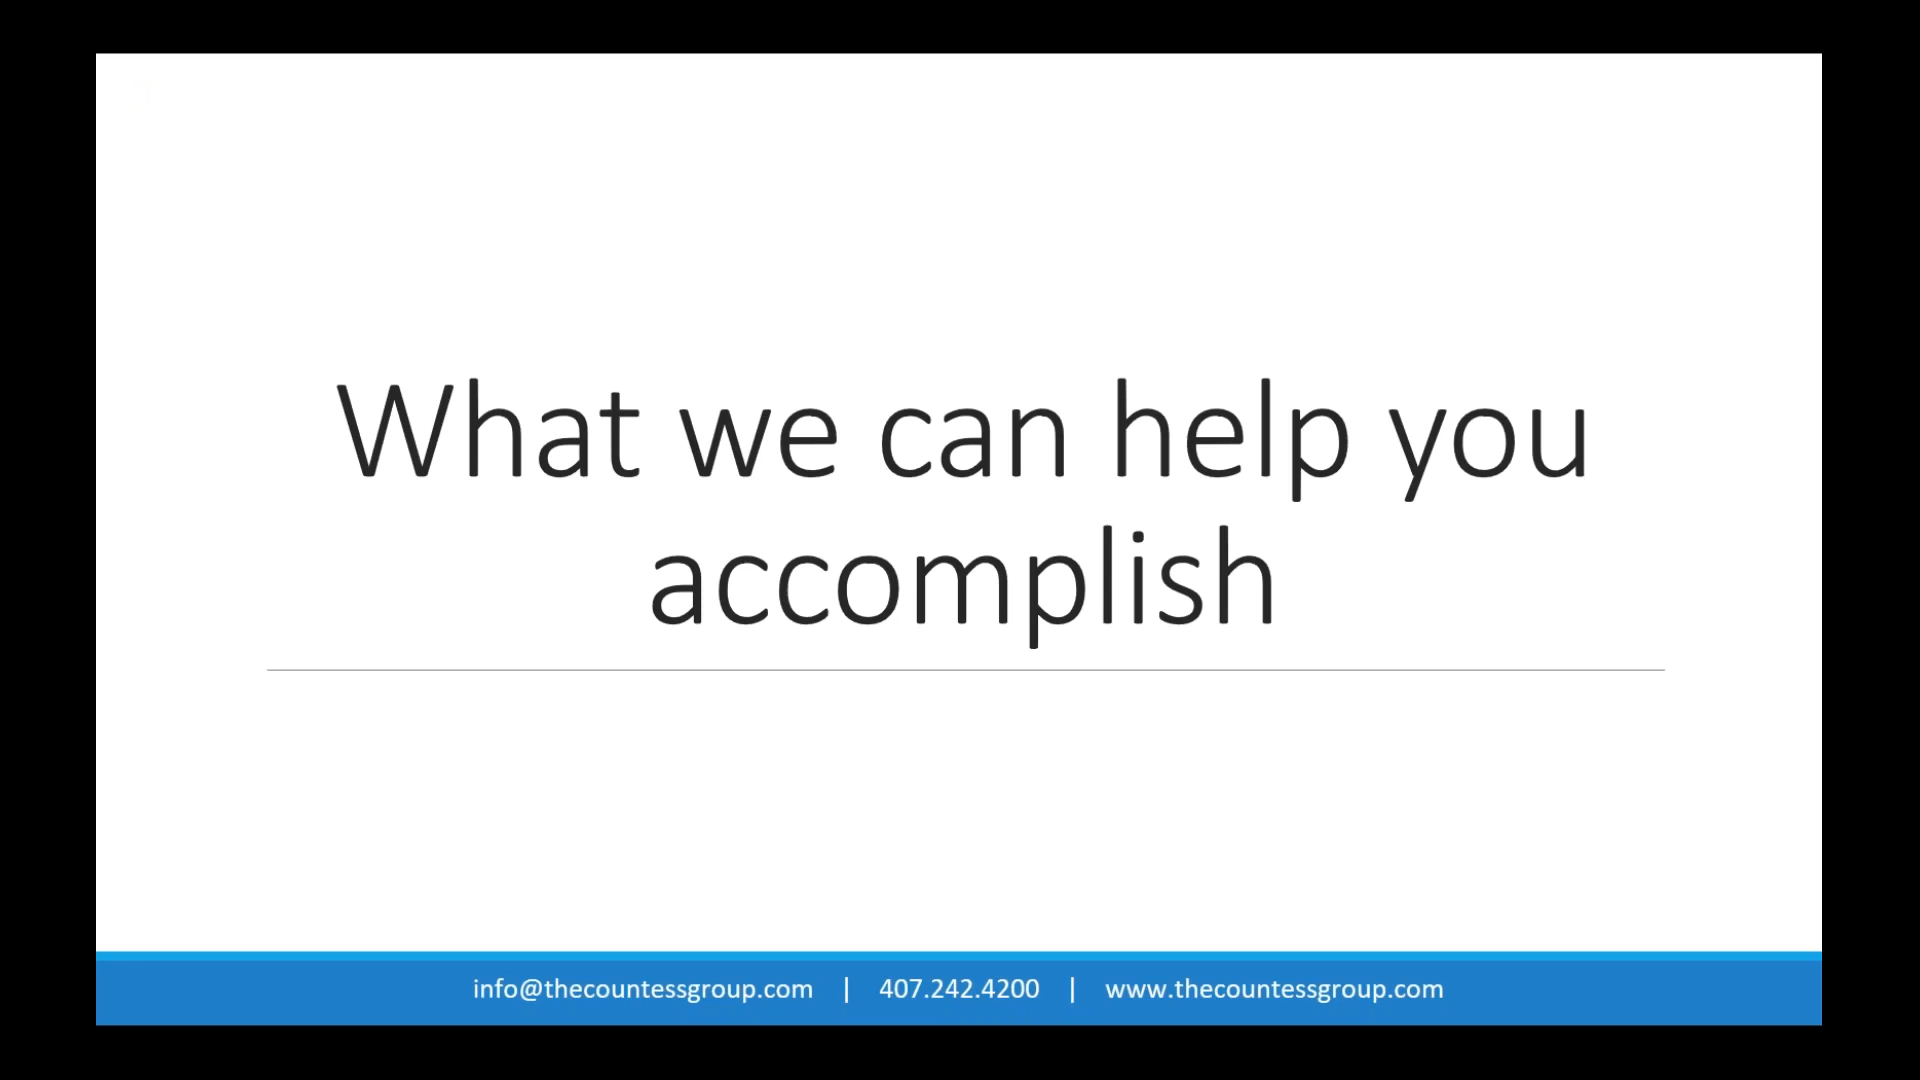 What we can help you
accomplish
info@thecountessgroup.com | 407.242.4200 | www.thecountessgroup.com